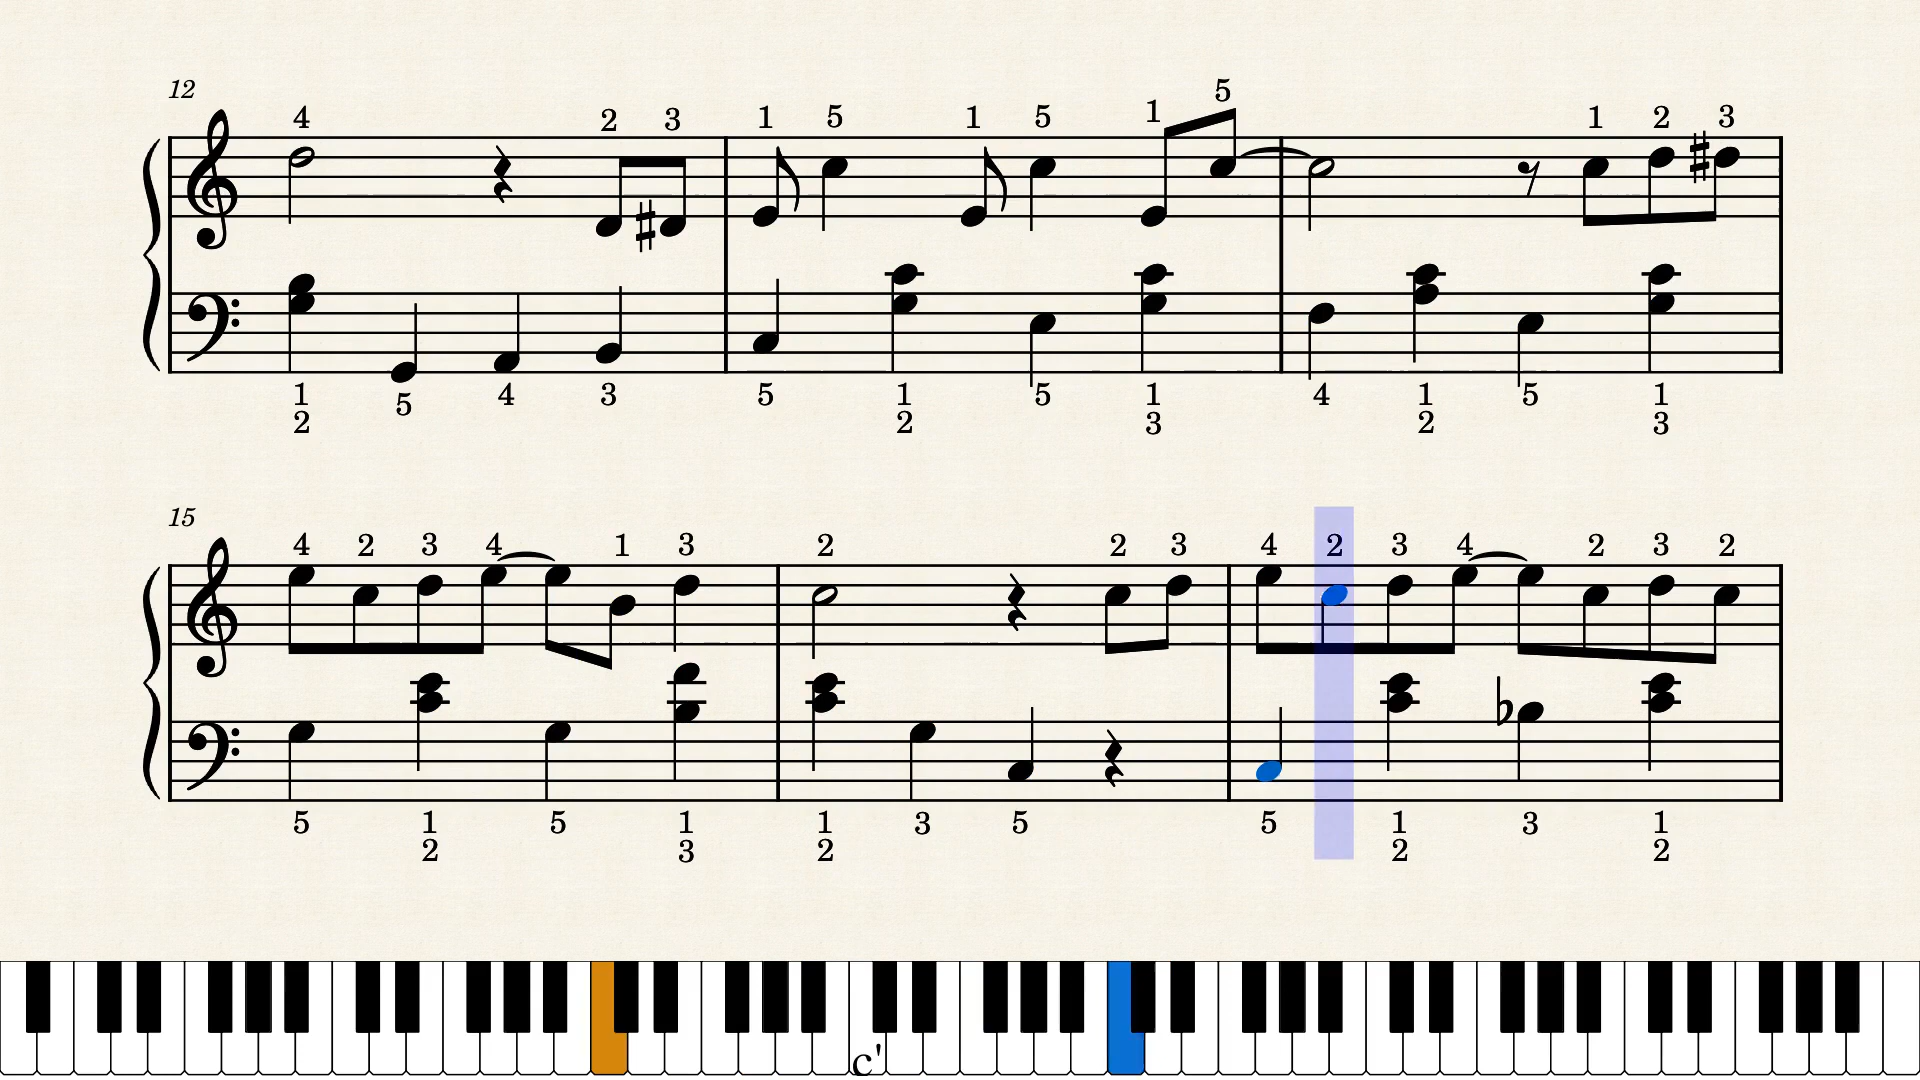 12
4 2 3 1 5 1 5 1 5 1 2 3
1 5 4 3 5 1 5 1 4 1 5 1
2 2 3 2 3
15
4 2 3 4 1 3 2 2 3 4 2 3 4 2 3 2
5 1 5 1 1 3 5 5 1 3 1
2 3 2 2 2
c'